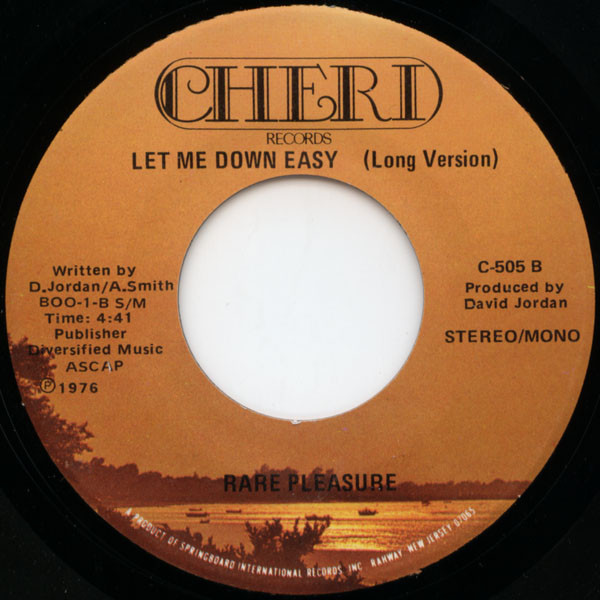 CHERI
RECORDS
LET ME DOWN EASY (Long Version)
Written by
D.Jordan/A.Smith
BOO-1-B S/M
Time: 4:41
Publisher
Diversified Music
ASCAP
℗1976
C-505 B
Produced by
David Jordan
STEREO/MONO
RARE PLEASURE
A PRODUCT OF SPRINGBOARD INTERNATIONAL RECORDS INC. RAHWAY- NEW JERSEY 07065